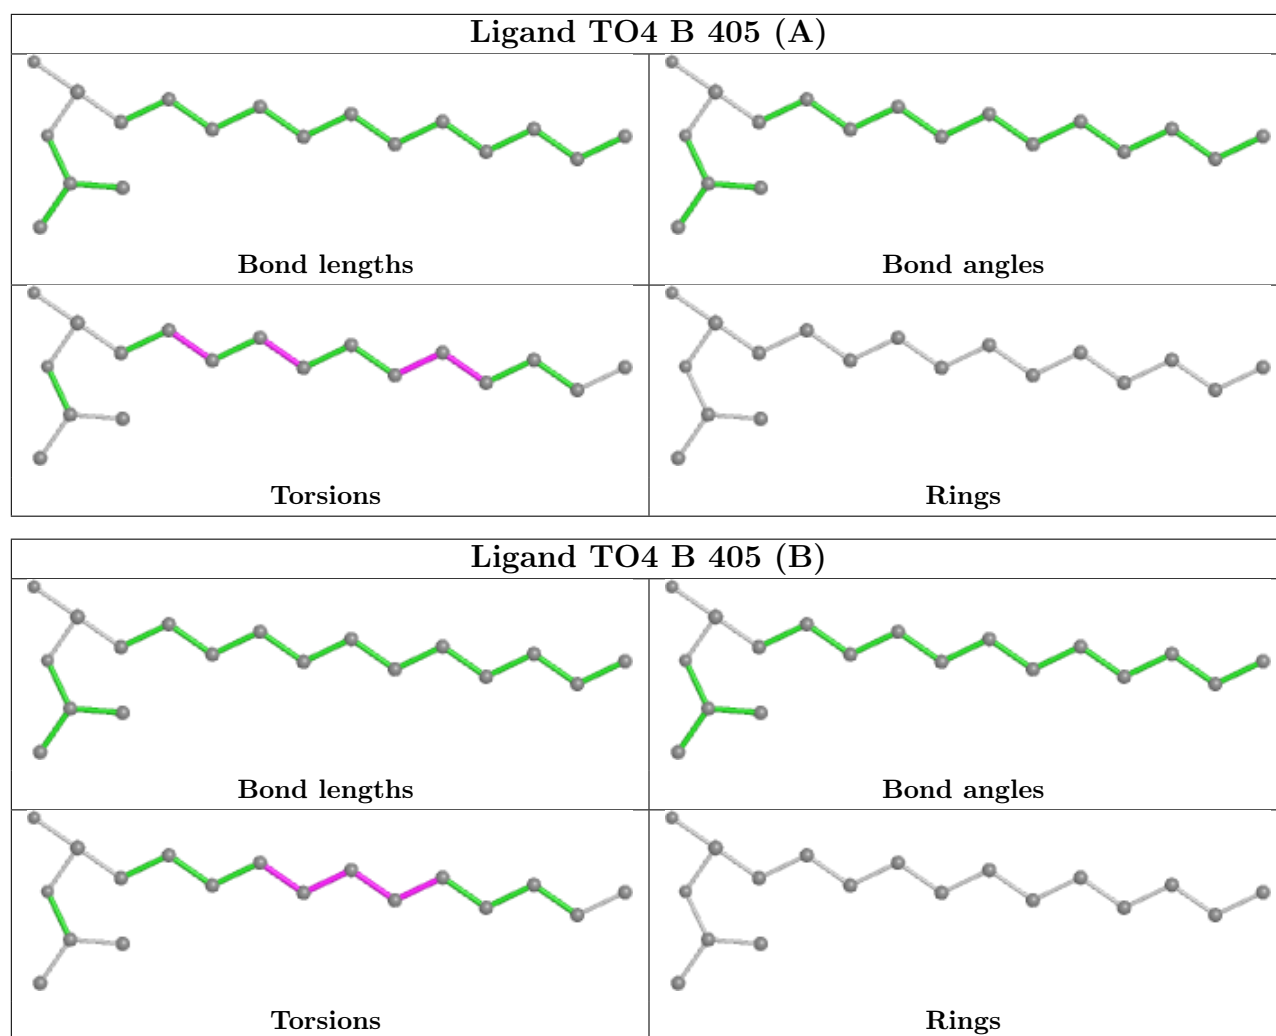 Ligand TO4 B 405 (A)
Bond lengths
Bond angles
Torsions
Rings
Ligand TO4 B 405 (B)
Bond lengths
Bond angles
Torsions
Rings